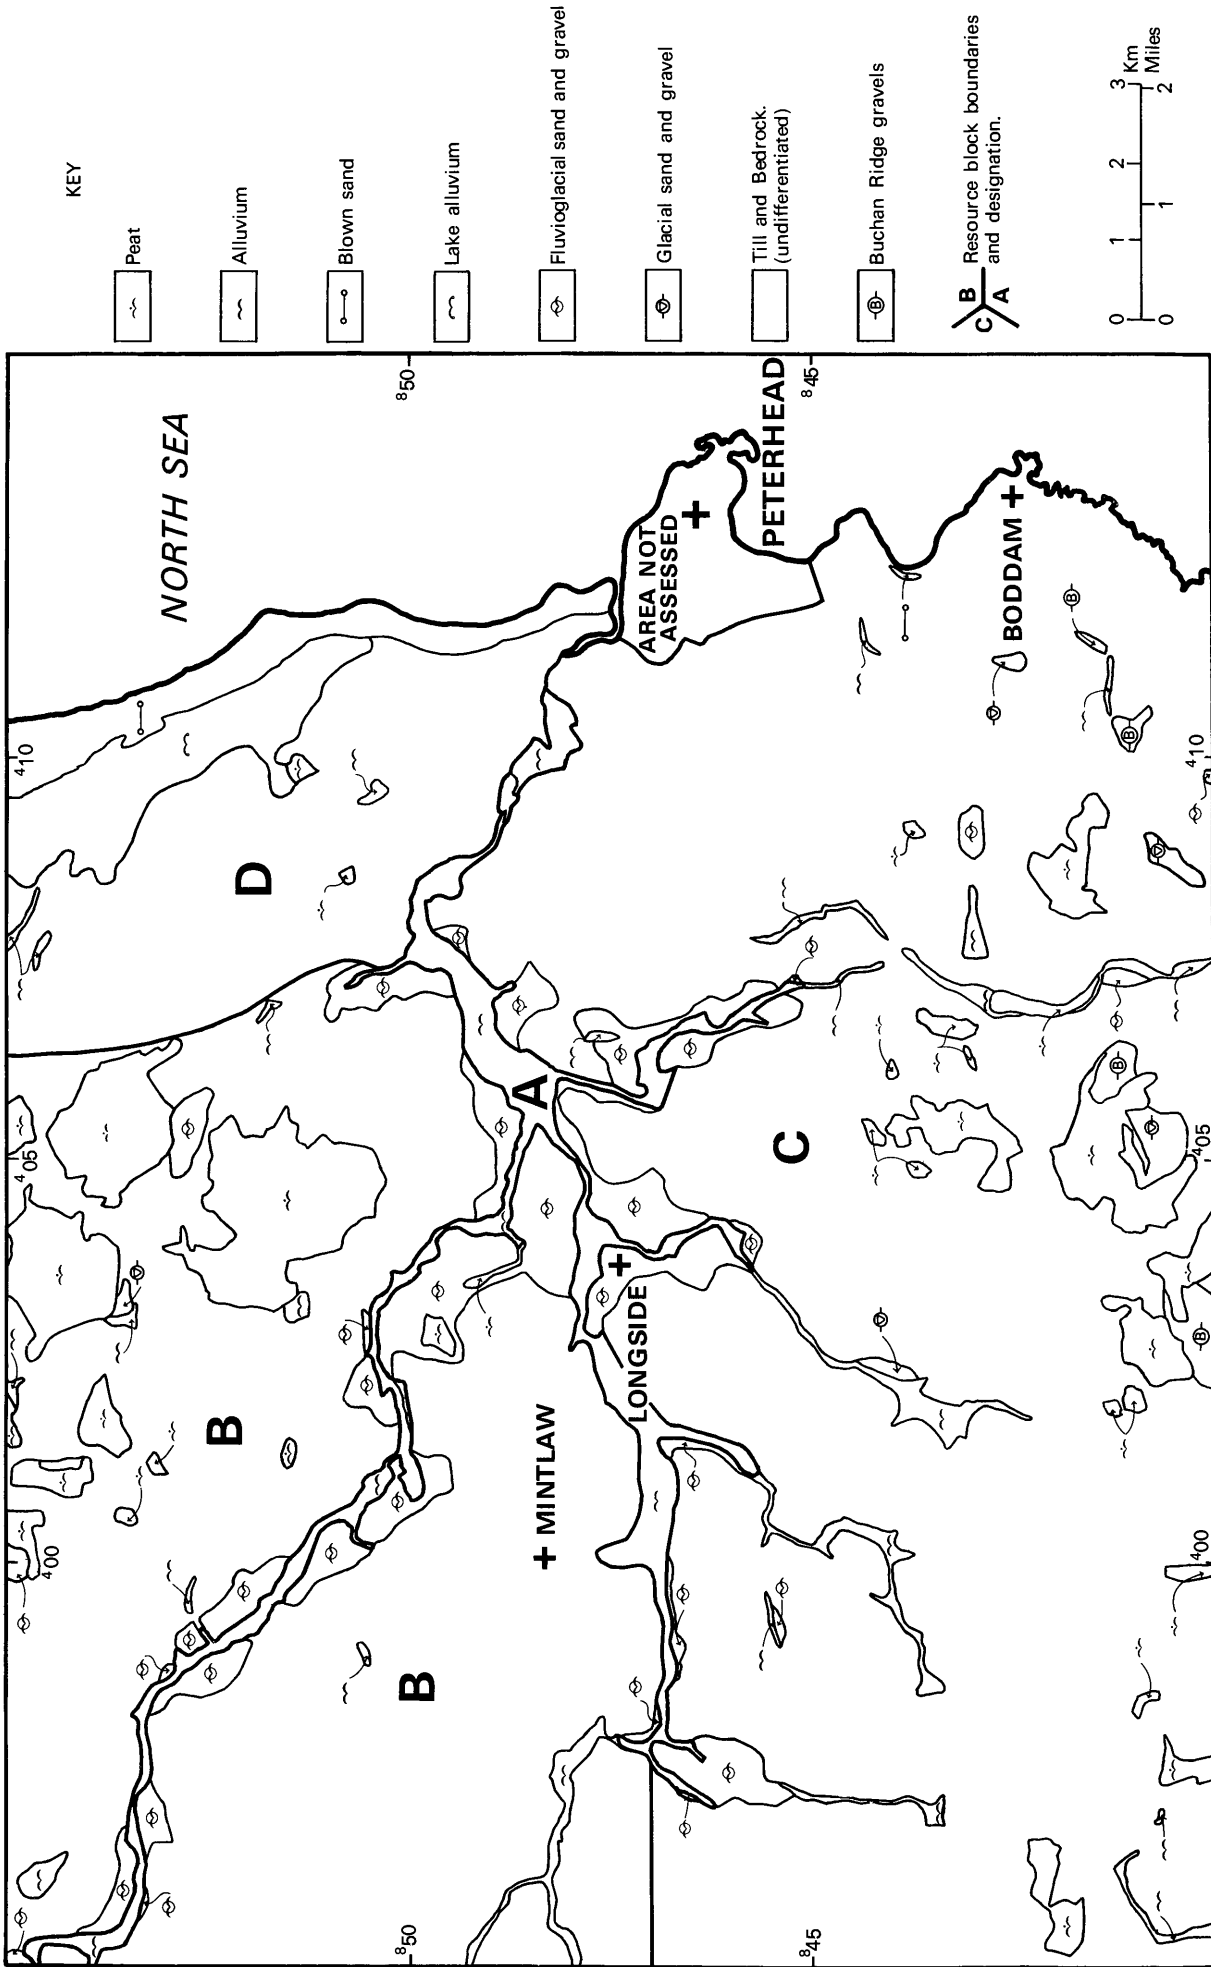 KEY
Peat
Alluvium
Blown sand
Lake alluvium
Fluvioglacial sand and gravel
Glacial sand and gravel
Till and Bedrock.
(undifferentiated)
Buchan Ridge gravels
C B A
Resource block boundaries
and designation.
0 1 2 3 Km
0 1 2 Miles
NORTH SEA
AREA NOT
ASSESSED
PETERHEAD
BODDAM
LONGSIDE
MINTLAW
A
B
B
C
D
400
405
410
400
405
410
850
845
850
845
B
B
B
B